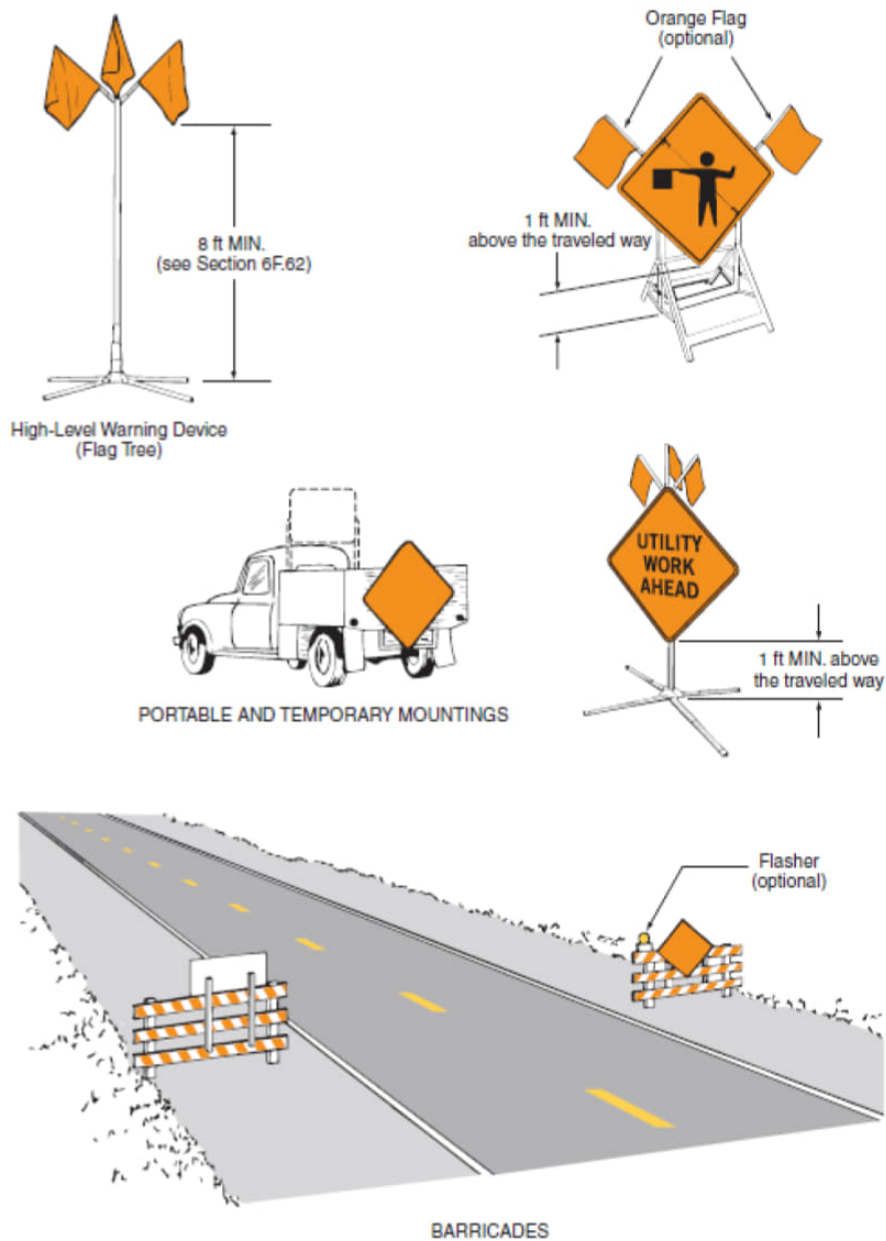 Orange Flag
(optional)
8 ft MIN.
(see Section 6F.62)
1 ft MIN.
above the traveled way
High-Level Warning Device
(Flag Tree)
UTILITY
WORK
AHEAD
1 ft MIN. above
the traveled way
PORTABLE AND TEMPORARY MOUNTINGS
Flasher
(optional)
BARRICADES